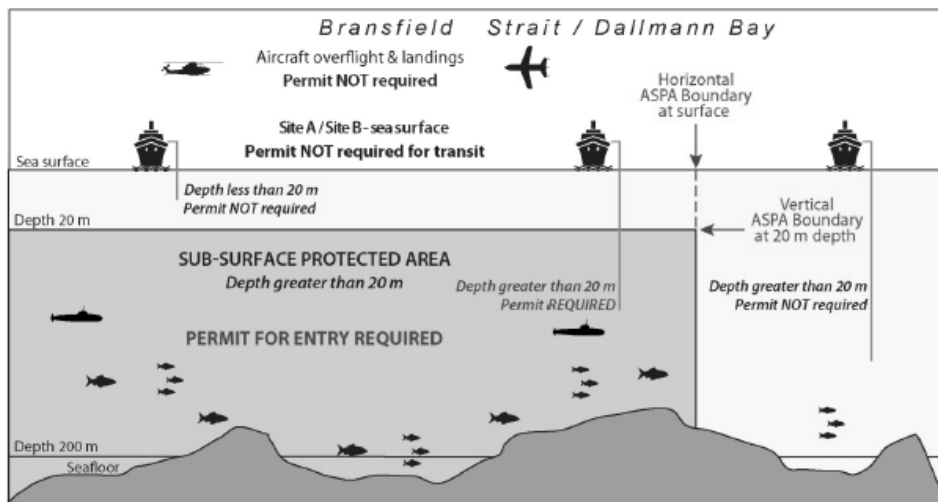 Bransfield Strait / Dallmann Bay
Aircraft overflight & landings
Permit NOT required
Horizontal
ASPA Boundary
at surface
Site A / Site B - sea surface
Permit NOT required for transit
Sea surface
Depth less than 20 m
Permit NOT required
Depth 20 m
Vertical
ASPA Boundary
at 20 m depth
SUB-SURFACE PROTECTED AREA
Depth greater than 20 m
Depth greater than 20 m
Permit REQUIRED
Depth greater than 20 m
Permit NOT required
PERMIT FOR ENTRY REQUIRED
Depth 200 m
Seafloor